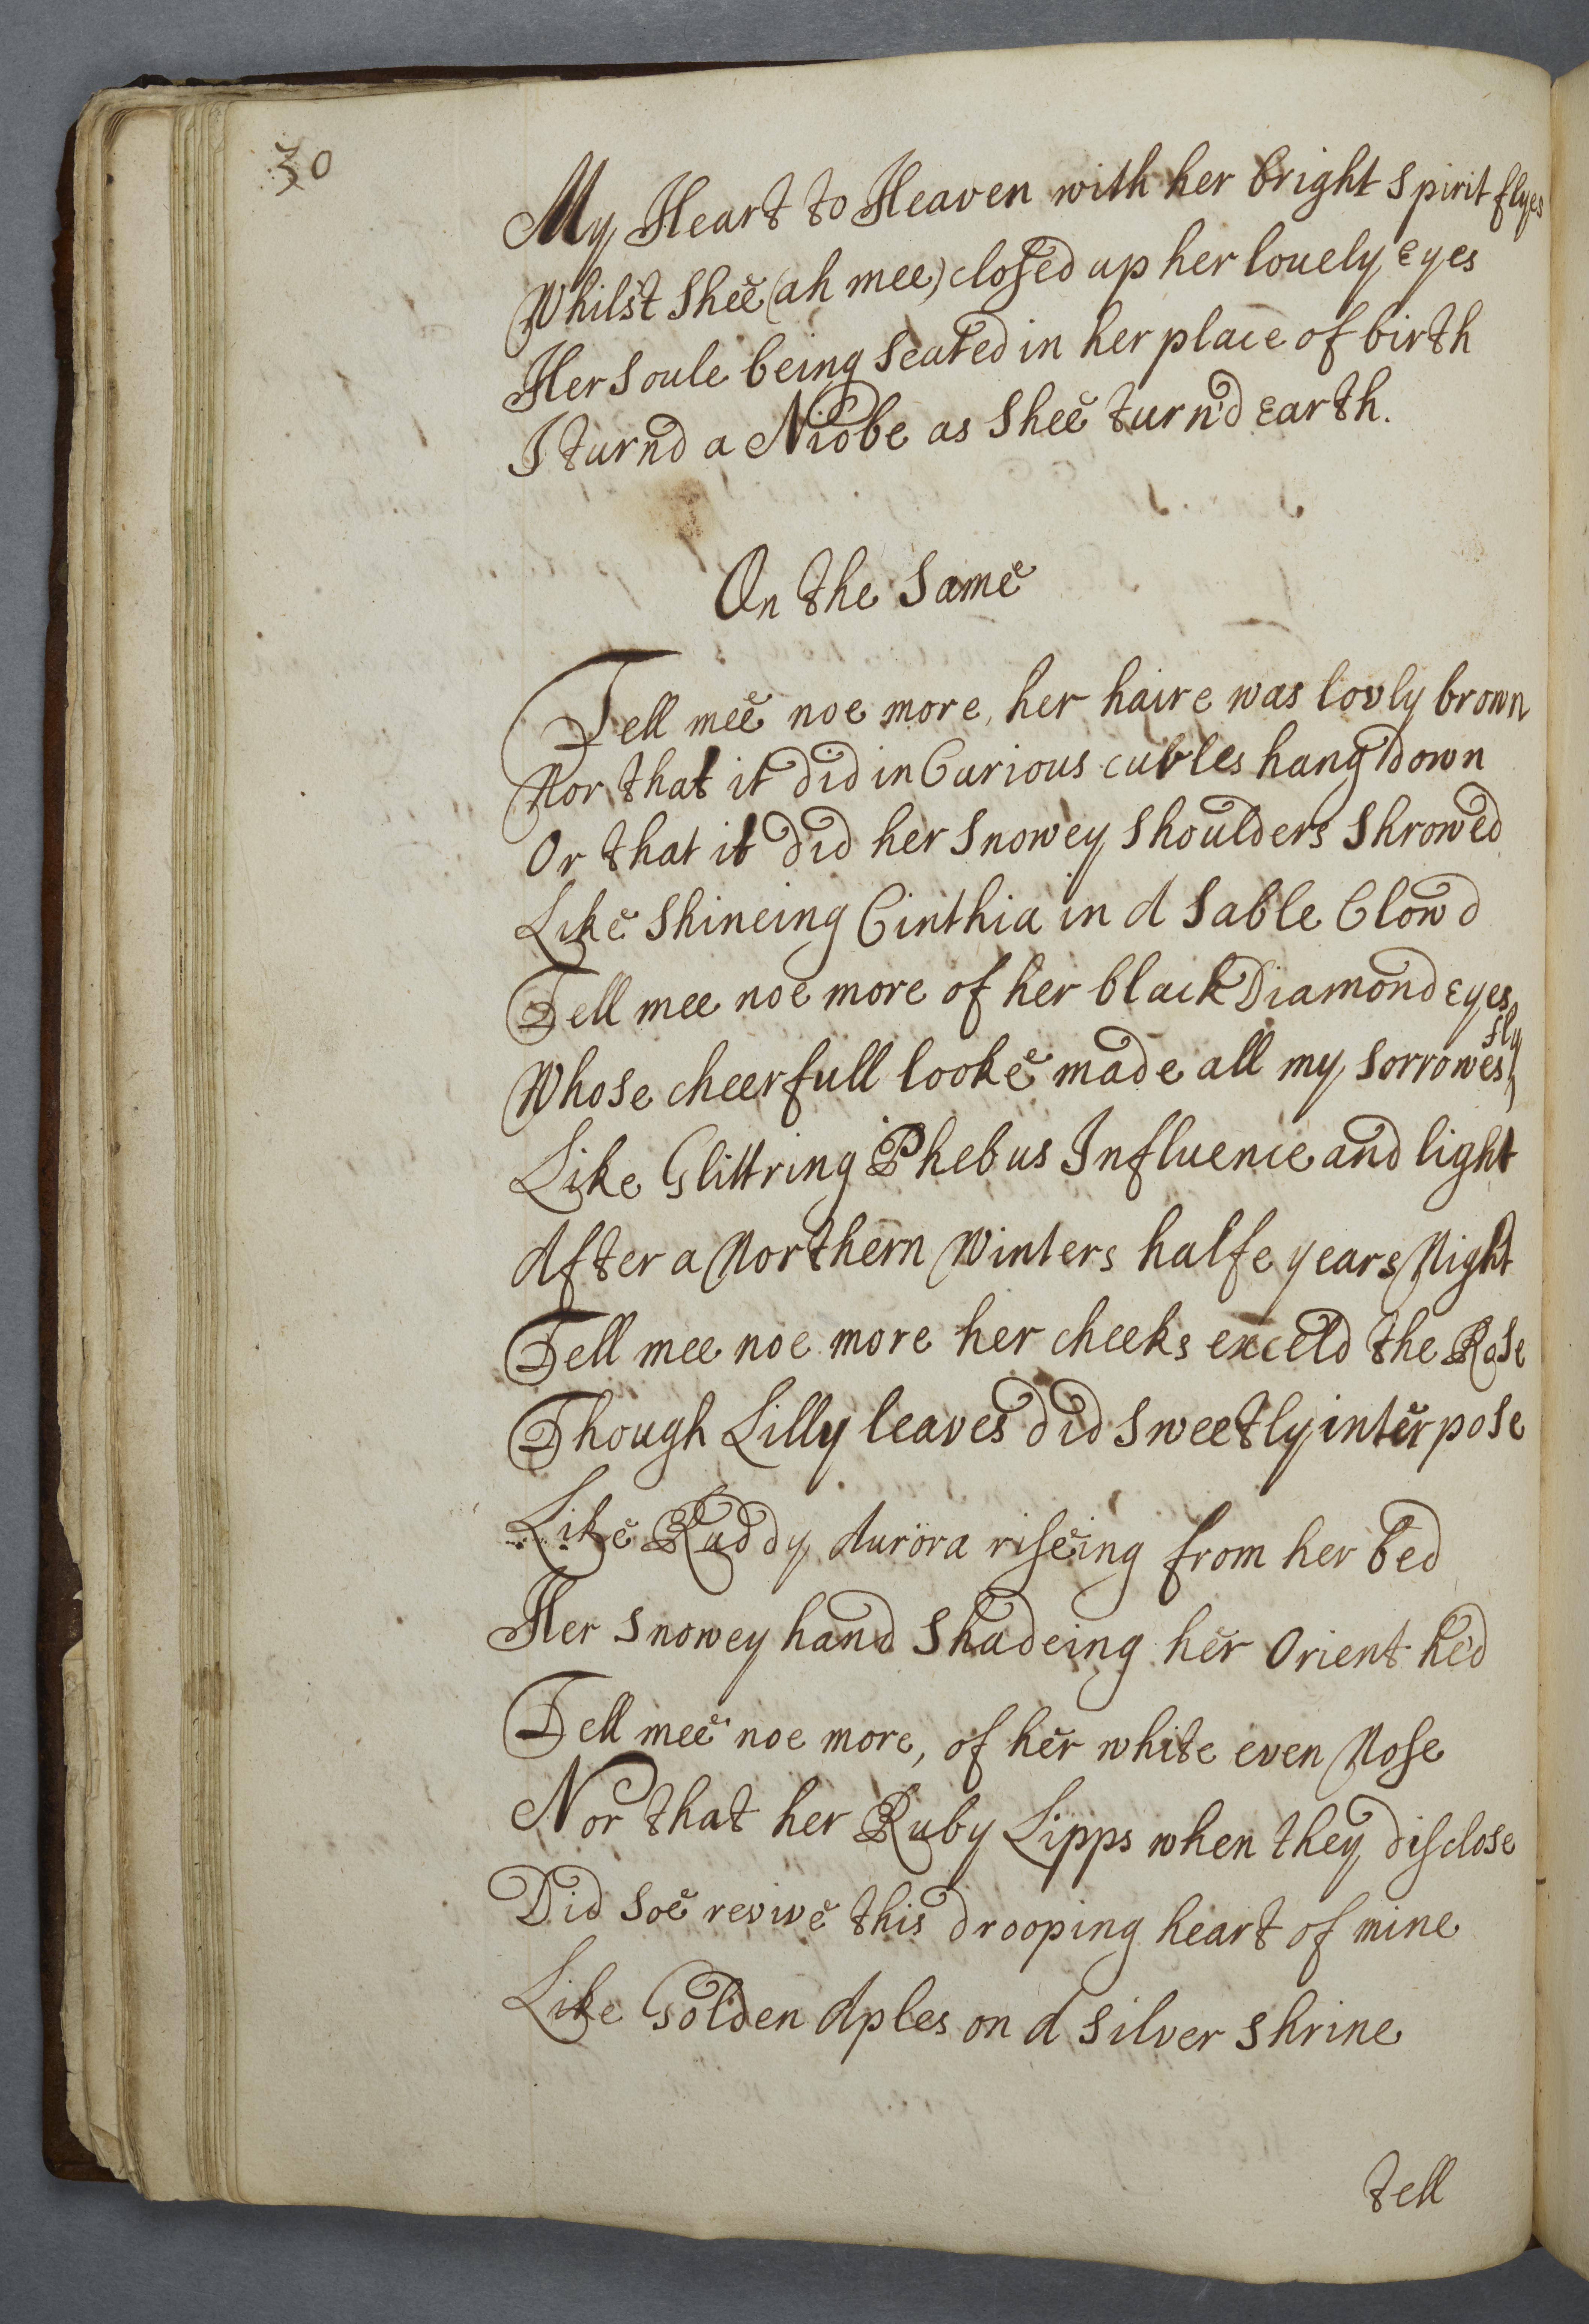 30
My Heart to Heaven with her bright Spirit flyes
Whilst Shee (ah mee) closed up her louely eyes
Her Soule being Seated in her place of birth
I turnd a Niobe as Shee turn'd earth.
On the Same
Tell mee noe more, her haire was lovly brown
Nor that it did in Curious curles hang down
Or that it did her Snowey Shoulders Shrowed
Like Shineing Cinthia in A Sable Clowd
Tell mee noe more of her black Diamond eyes
Whose cheerfull looke made all my Sorrowes fly
Like Glittring Phebus Influence and light
After a Northern Winters halfe years Night
Tell mee noe more her cheeks exceld the Rose
Though Lilly leaves did Sweetly interpose
Like Ruddy Aurora riseing from her bed
Her Snowey hand Shadeing her Orient he'd
Tell mee noe more, of her white even Nose
Nor that her Ruby Lipps when they disclose
Did Soe revive this drooping heart of mine
Like Golden Aples on A Silver Shrine
tell